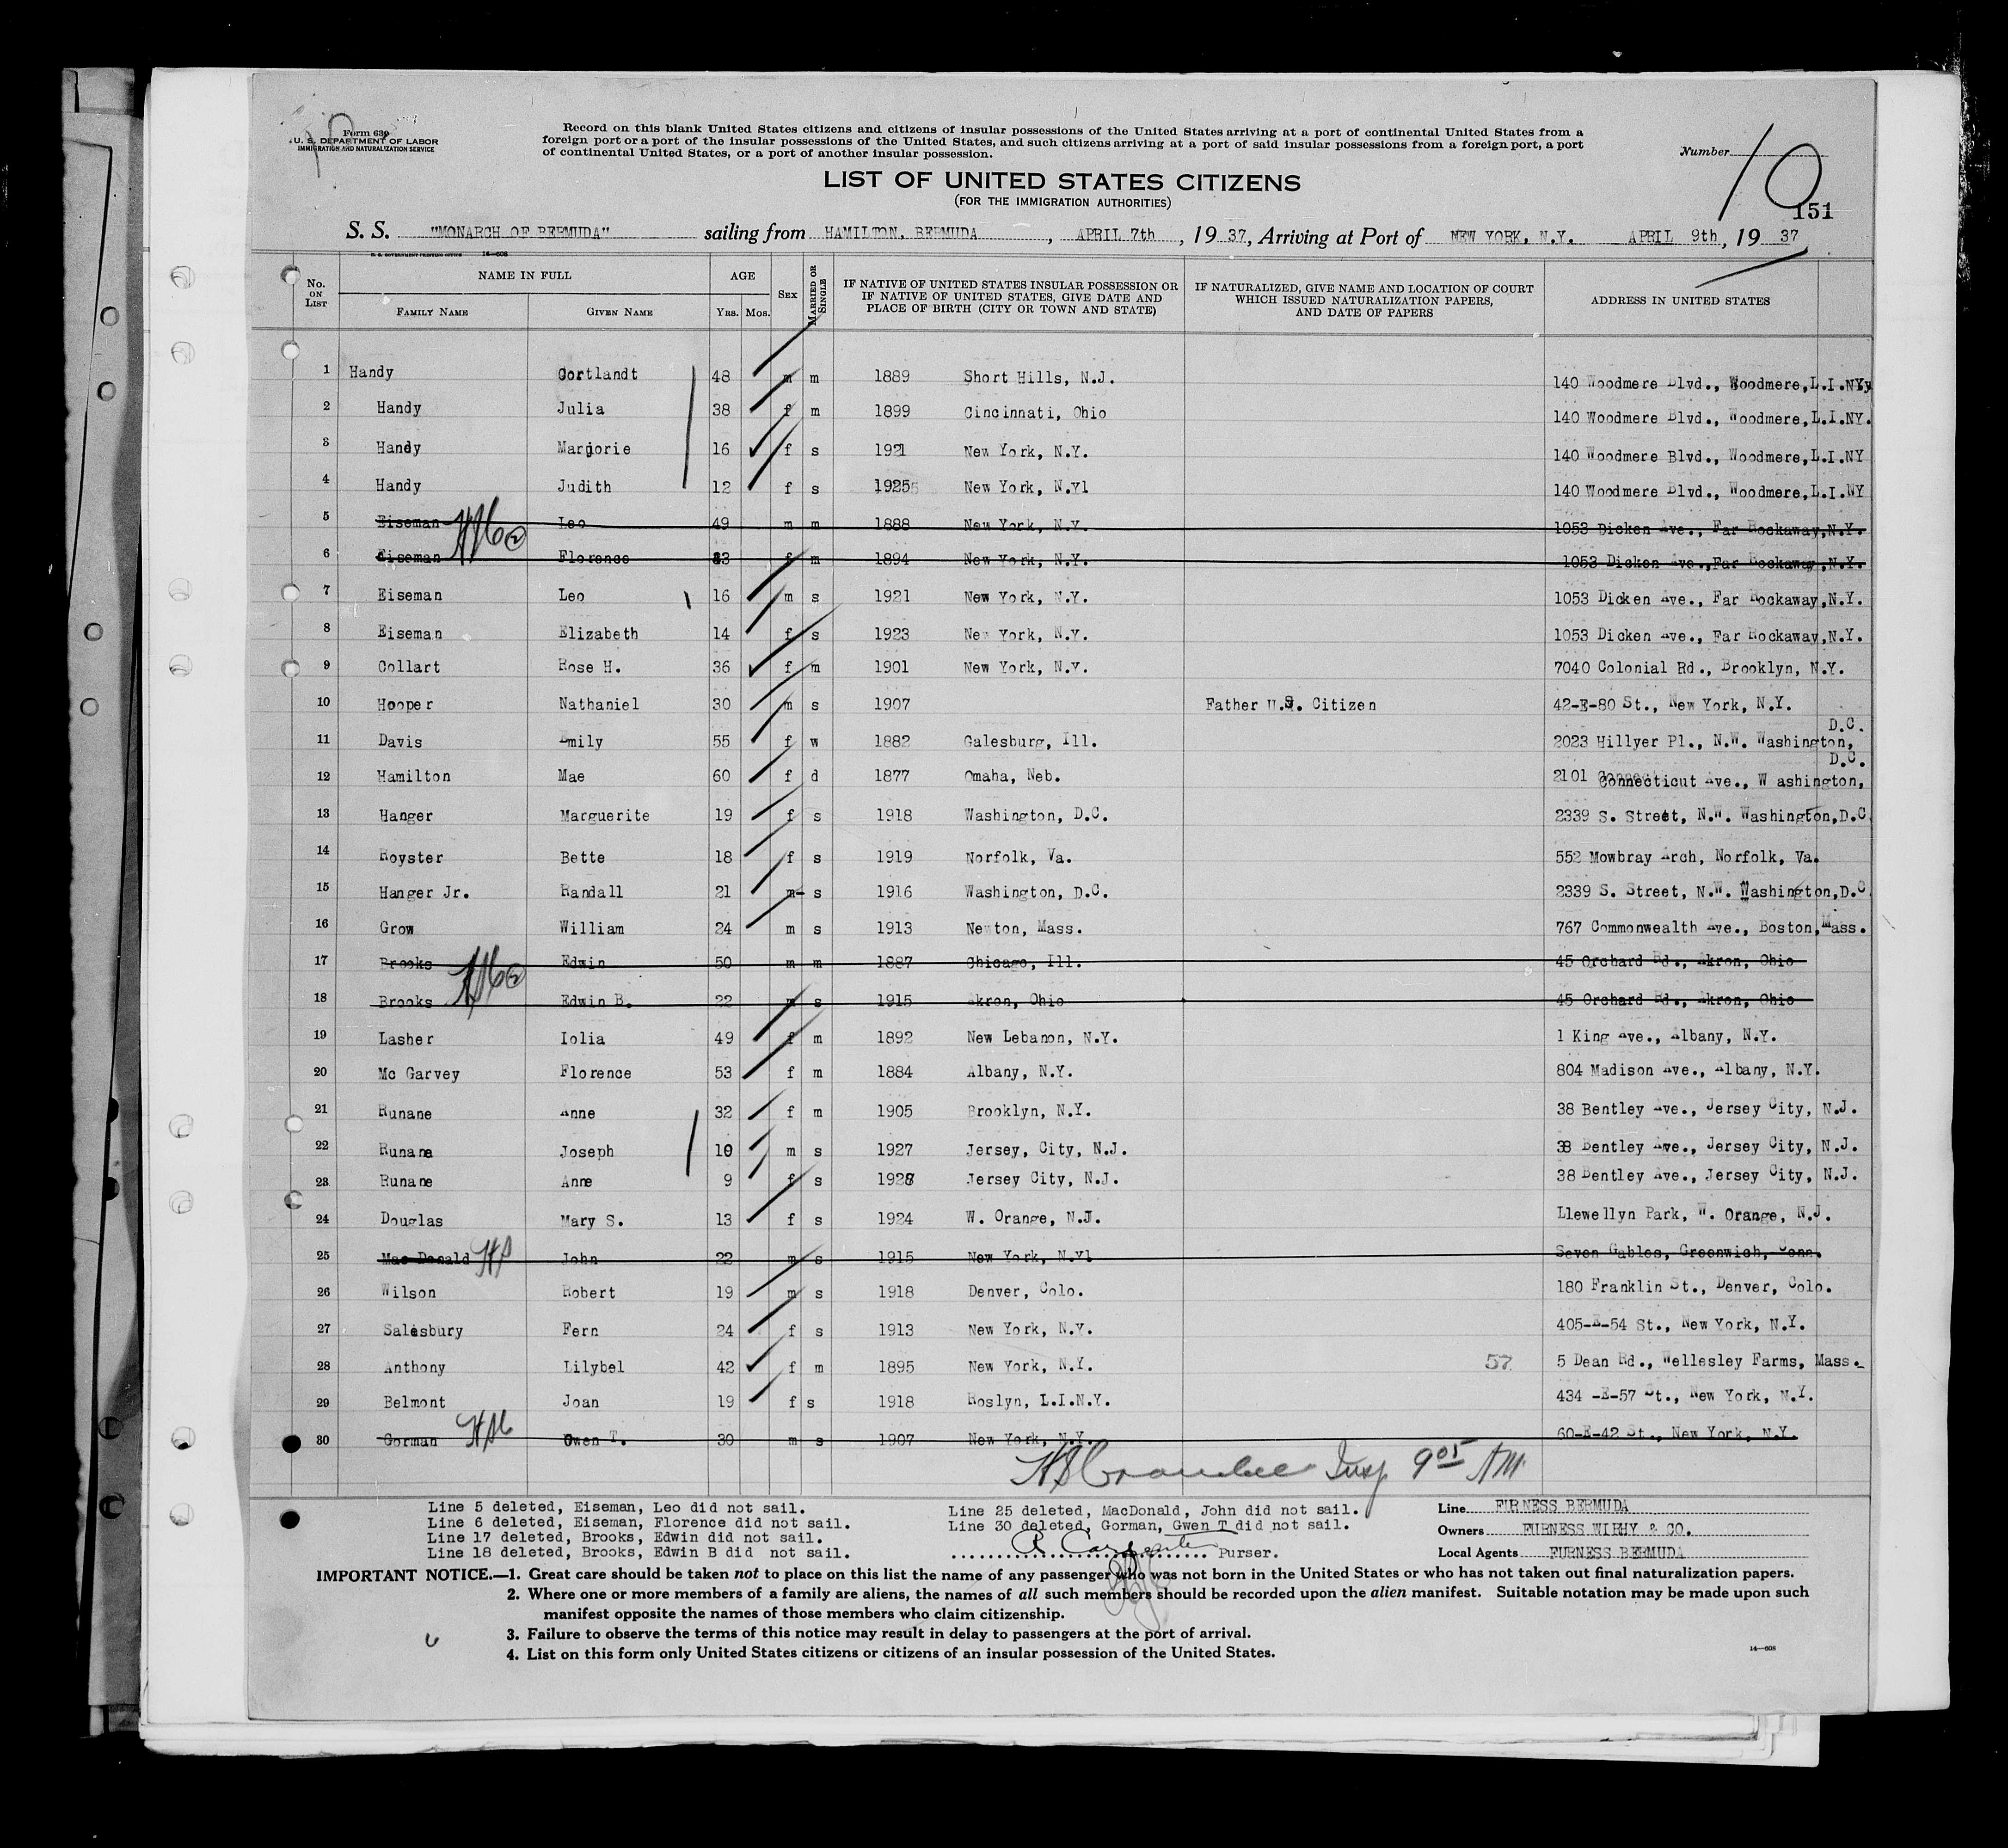 Form 639
U. S. DEPARTMENT OF LABOR
IMMIGRATION AND NATURALIZATION SERVICE
Record on this blank United States citizens and citizens of insular possessions of the United States arriving at a port of continental United States from a
foreign port or a port of the insular possessions of the United States, and such citizens arriving at a port of said insular possessions from a foreign port, a port
of continental United States, or a port of another insular possession.
Number 10
LIST OF UNITED STATES CITIZENS
(FOR THE IMMIGRATION AUTHORITIES)
151
S. S. "MONARCH OF BERMUDA" sailing from HAMILTON, BERMUDA, APRIL 7th, 19 37, Arriving at Port of NEW YORK, N.Y. APRIL 9th, 19 37
U. S. GOVERNMENT PRINTING OFFICE 14—608
No. ON LIST NAME IN FULL FAMILY NAME GIVEN NAME AGE YRS. MOS. SEX MARRIED OR SINGLE IF NATIVE OF UNITED STATES INSULAR POSSESSION OR IF NATIVE OF UNITED STATES, GIVE DATE AND PLACE OF BIRTH (CITY OR TOWN AND STATE) IF NATURALIZED, GIVE NAME AND LOCATION OF COURT WHICH ISSUED NATURALIZATION PAPERS, AND DATE OF PAPERS ADDRESS IN UNITED STATES
1 Handy Cortlandt 48 m m 1889 Short Hills, N.J. 140 Woodmere Blvd., Woodmere,L.I.NYy
2 Handy Julia 38 f m 1899 Cincinnati, Ohio 140 Woodmere Blvd., Woodmere,L.I.NY.
3 Handy Marjorie 16 f s 1921 New York, N.Y. 140 Woodmere Blvd., Woodmere,L.I.NY
4 Handy Judith 12 f s 1925 New York, N.Yl 140 Woodmere Blvd., Woodmere,L.I.NY
5 Eiseman Leo 49 m m 1888 New York, N.Y. 1053 Dicken Ave., Far Rockaway,N.Y.
6 Eiseman Florence 43 f m 1894 New York, N.Y. 1053 Dicken Ave.,Far Rockaway,N.Y.
7 Eiseman Leo 16 m s 1921 New York, N.Y. 1053 Dicken Ave., Far Rockaway,N.Y.
8 Eiseman Elizabeth 14 f s 1923 New York, N.Y. 1053 Dicken Ave., Far Rockaway,N.Y.
9 Collart Rose H. 36 f m 1901 New York, N.Y. 7040 Colonial Rd., Brooklyn, N.Y.
10 Hooper Nathaniel 30 m s 1907 Father U.S. Citizen 42-E-80 St., New York, N.Y.
11 Davis Emily 55 f w 1882 Galesburg, Ill. 2023 Hillyer Pl., N.W. Washington, D.C.
12 Hamilton Mae 60 f d 1877 Omaha, Neb. 2101 Connecticut Ave., W ashington, D.C.
13 Hanger Marguerite 19 f s 1918 Washington, D.C. 2339 S. Street, N.W. Washington,D.C.
14 Royster Bette 18 f s 1919 Norfolk, Va. 552 Mowbray Arch, Norfolk, Va.
15 Hanger Jr. Randall 21 m s 1916 Washington, D.C. 2339 S. Street, N.W. Washington,D.C.
16 Grow William 24 m s 1913 Newton, Mass. 767 Commonwealth Ave., Boston,Mass.
17 Brooks Edwin 50 m m 1887 Chicago, Ill. 45 Orchard Rd., Akron, Ohio
18 Brooks Edwin B. 22 m s 1915 Akron, Ohio 45 Orchard Rd., Akron, Ohio
19 Lasher Iolia 49 f m 1892 New Lebanon, N.Y. 1 King Ave., Albany, N.Y.
20 Mc Garvey Florence 53 f m 1884 Albany, N.Y. 804 Madison Ave., Albany, N.Y.
21 Runane Anne 32 f m 1905 Brooklyn, N.Y. 38 Bentley Ave., Jersey City, N.J.
22 Runane Joseph 10 m s 1927 Jersey, City, N.J. 38 Bentley Ave., Jersey City, N.J.
23 Runane Anne 9 f s 1928 Jersey City, N.J. 38 Bentley Ave., Jersey City, N.J.
24 Douglas Mary S. 13 f s 1924 W. Orange, N.J. Llewellyn Park, W. Orange, N.J.
25 Mac Donald John 22 m s 1915 New York, N.Yl Seven Gables, Greenwich, Conn.
26 Wilson Robert 19 m s 1918 Denver, Colo. 180 Franklin St., Denver, Colo.
27 Salesbury Fern 24 f s 1913 New York, N.Y. 405-E-54 St., New York, N.Y.
28 Anthony Lilybel 42 f m 1895 New York, N.Y. 57 5 Dean Rd., Wellesley Farms, Mass.
29 Belmont Joan 19 f s 1918 Roslyn, L.I.N.Y. 434 -E-57 St., New York, N.Y.
30 Gorman Owen T. 30 m s 1907 New York, N.Y. 60-E-42 St., New York, N.Y.
Insp 9 05 AM
Line 5 deleted, Eiseman, Leo did not sail.
Line 6 deleted, Eiseman, Florence did not sail.
Line 17 deleted, Brooks, Edwin did not sail.
Line 18 deleted, Brooks, Edwin B did not sail.
Line 25 deleted, MacDonald, John did not sail.
Line 30 deleted, Gorman, Gwen T did not sail.
R Carpenter Purser.
Line FURNESS BERMUDA
Owners FURNESS WITHY & CO.
Local Agents FURNESS BERMUDA
IMPORTANT NOTICE.—1. Great care should be taken not to place on this list the name of any passenger who was not born in the United States or who has not taken out final naturalization papers.
2. Where one or more members of a family are aliens, the names of all such members should be recorded upon the alien manifest. Suitable notation may be made upon such
manifest opposite the names of those members who claim citizenship.
3. Failure to observe the terms of this notice may result in delay to passengers at the port of arrival.
4. List on this form only United States citizens or citizens of an insular possession of the United States.
14—608